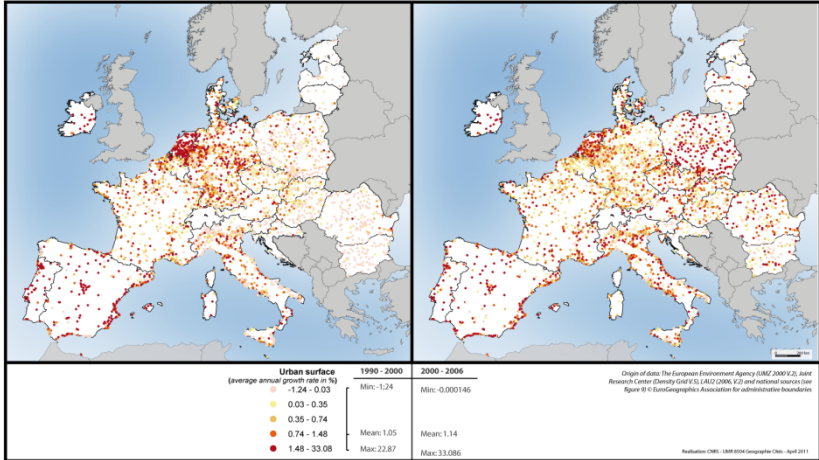 200 km
Urban surface
(average annual growth rate in %)
-1.24 - 0.03
0.03 - 0.35
0.35 - 0.74
0.74 - 1.48
1.48 - 33.08
1990 - 2000
Min: -1;24
Mean: 1.05
Max: 22.87
2000 - 2006
Min: -0.000146
Mean: 1.14
Max: 33.086
Origin of data: The European Environment Agency (UMZ 2000 V.2), Joint
Research Center (Density Grid V.5), LAU2 (2006, V.2) and national sources (see
figure 9) © EuroGeographics Association for administrative boundaries
Realisation: CNRS - UMR 8504 Geographie Cités - April 2011